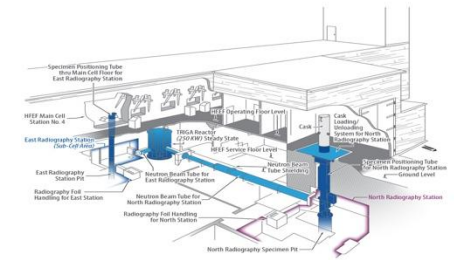 Specimen Positioning Tube
thru Main Cell Floor for
East Radiography Station
HFEF Main Cell
Station No. 4
HFEF Operating Floor Level
Cask
Cask
Loading/
Unloading
System for North
Radiography Station
TRIGA Reactor
(250 KW) Steady State
East Radiography Station
(Sub-Cell Area)
HFEF Service Floor Level
Specimen Positioning Tube
for North Radiography Station
Ground Level
East
Radiography
Station Pit
Neutron Beam Tube for
East Radiography Station
Neutron Beam
Tube Shielding
Radiography Foil
Handling for East Station
Neutron Beam Tube for
North Radiography Station
North Radiography Station
Radiography Foil Handling
for North Station
North Radiography Specimen Pit